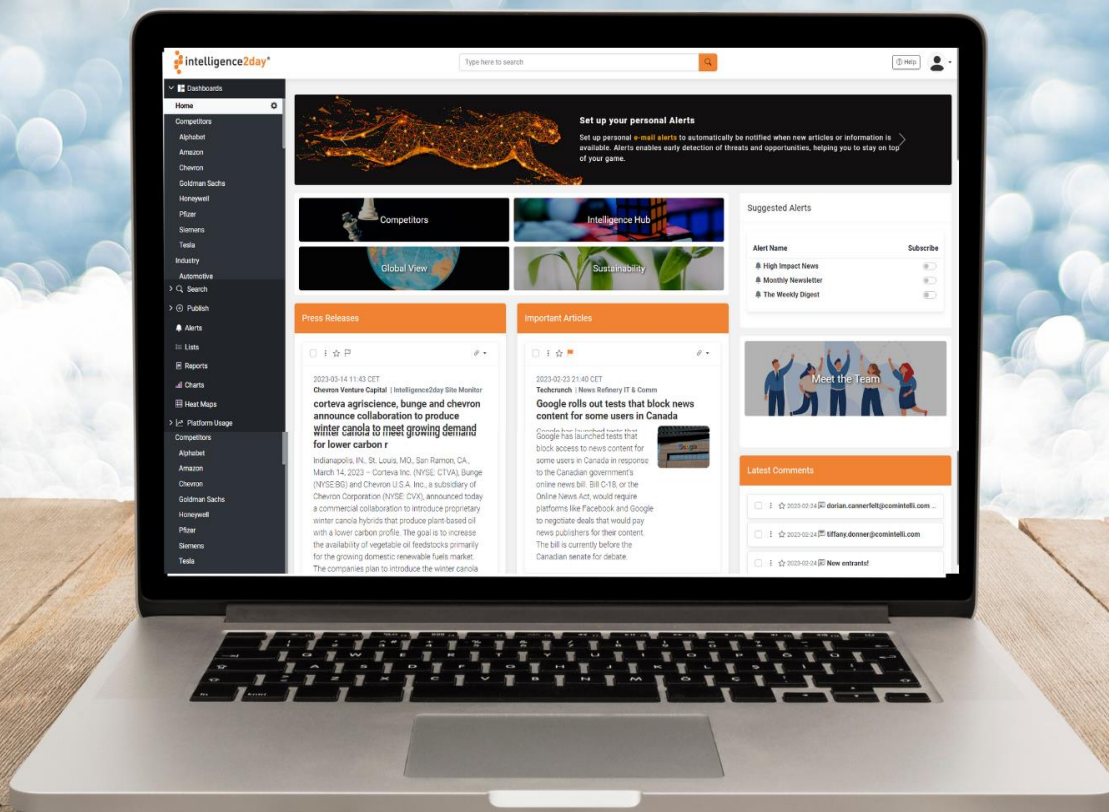 intelligence2day®
Type here to search
Help
Dashboards
Home
Competitors
Alphabet
Amazon
Chevron
Goldman Sachs
Honeywell
Pfizer
Siemens
Tesla
Industry
Automotive
Search
Publish
Alerts
Lists
Reports
Charts
Heat Maps
Platform Usage
Competitors
Alphabet
Amazon
Chevron
Goldman Sachs
Honeywell
Pfizer
Siemens
Tesla
Set up your personal Alerts
Set up personal e-mail alerts to automatically be notified when new articles or information is
available. Alerts enables early detection of threats and opportunities, helping you to stay on top
of your game.
Competitors
Intelligence Hub
Global View
Sustainability
Press Releases
2023-03-14 11:43 CET
Chevron Venture Capital | Intelligence2day Site Monitor
corteva agriscience, bunge and chevron
announce collaboration to produce
winter canola to meet growing demand
for lower carbon r
Indianapolis, IN., St. Louis, MO., San Ramon, CA.,
March 14, 2023 – Corteva Inc. (NYSE: CTVA), Bunge
(NYSE:BG) and Chevron U.S.A. Inc., a subsidiary of
Chevron Corporation (NYSE: CVX), announced today
a commercial collaboration to introduce proprietary
winter canola hybrids that produce plant-based oil
with a lower carbon profile. The goal is to increase
the availability of vegetable oil feedstocks primarily
for the growing domestic renewable fuels market.
The companies plan to introduce the winter canola
Important Articles
2023-02-23 21:40 CET
Techcrunch | News Refinery IT & Comm
Google rolls out tests that block news
content for some users in Canada
Google has launched tests that
Google has launched tests that
block access to news content for
some users in Canada in response
to the Canadian government's
online news bill. Bill C-18, or the
Online News Act, would require
platforms like Facebook and Google
to negotiate deals that would pay
news publishers for their content.
The bill is currently before the
Canadian senate for debate.
Google
Suggested Alerts
Alert Name Subscribe
High Impact News
Monthly Newsletter
The Weekly Digest
Meet the Team
Latest Comments
2023-02-24 dorian.cannerfelt@comintelli.com ...
2023-02-24 tiffany.donner@comintelli.com
2023-02-24 New entrants!